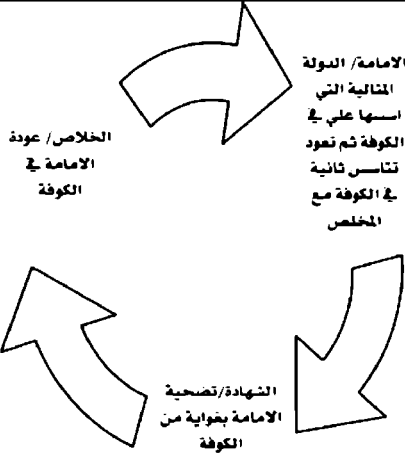 الامامة/ الدولة
المثالية التي
اسسها علي في
الكوفة ثم تعود
تتاسس ثانية
في الكوفة مع
المخلص
الشهادة/تضحية
الامامة بغواية من
الكوفة
الخلاص/ عودة
الامامة في
الكوفة